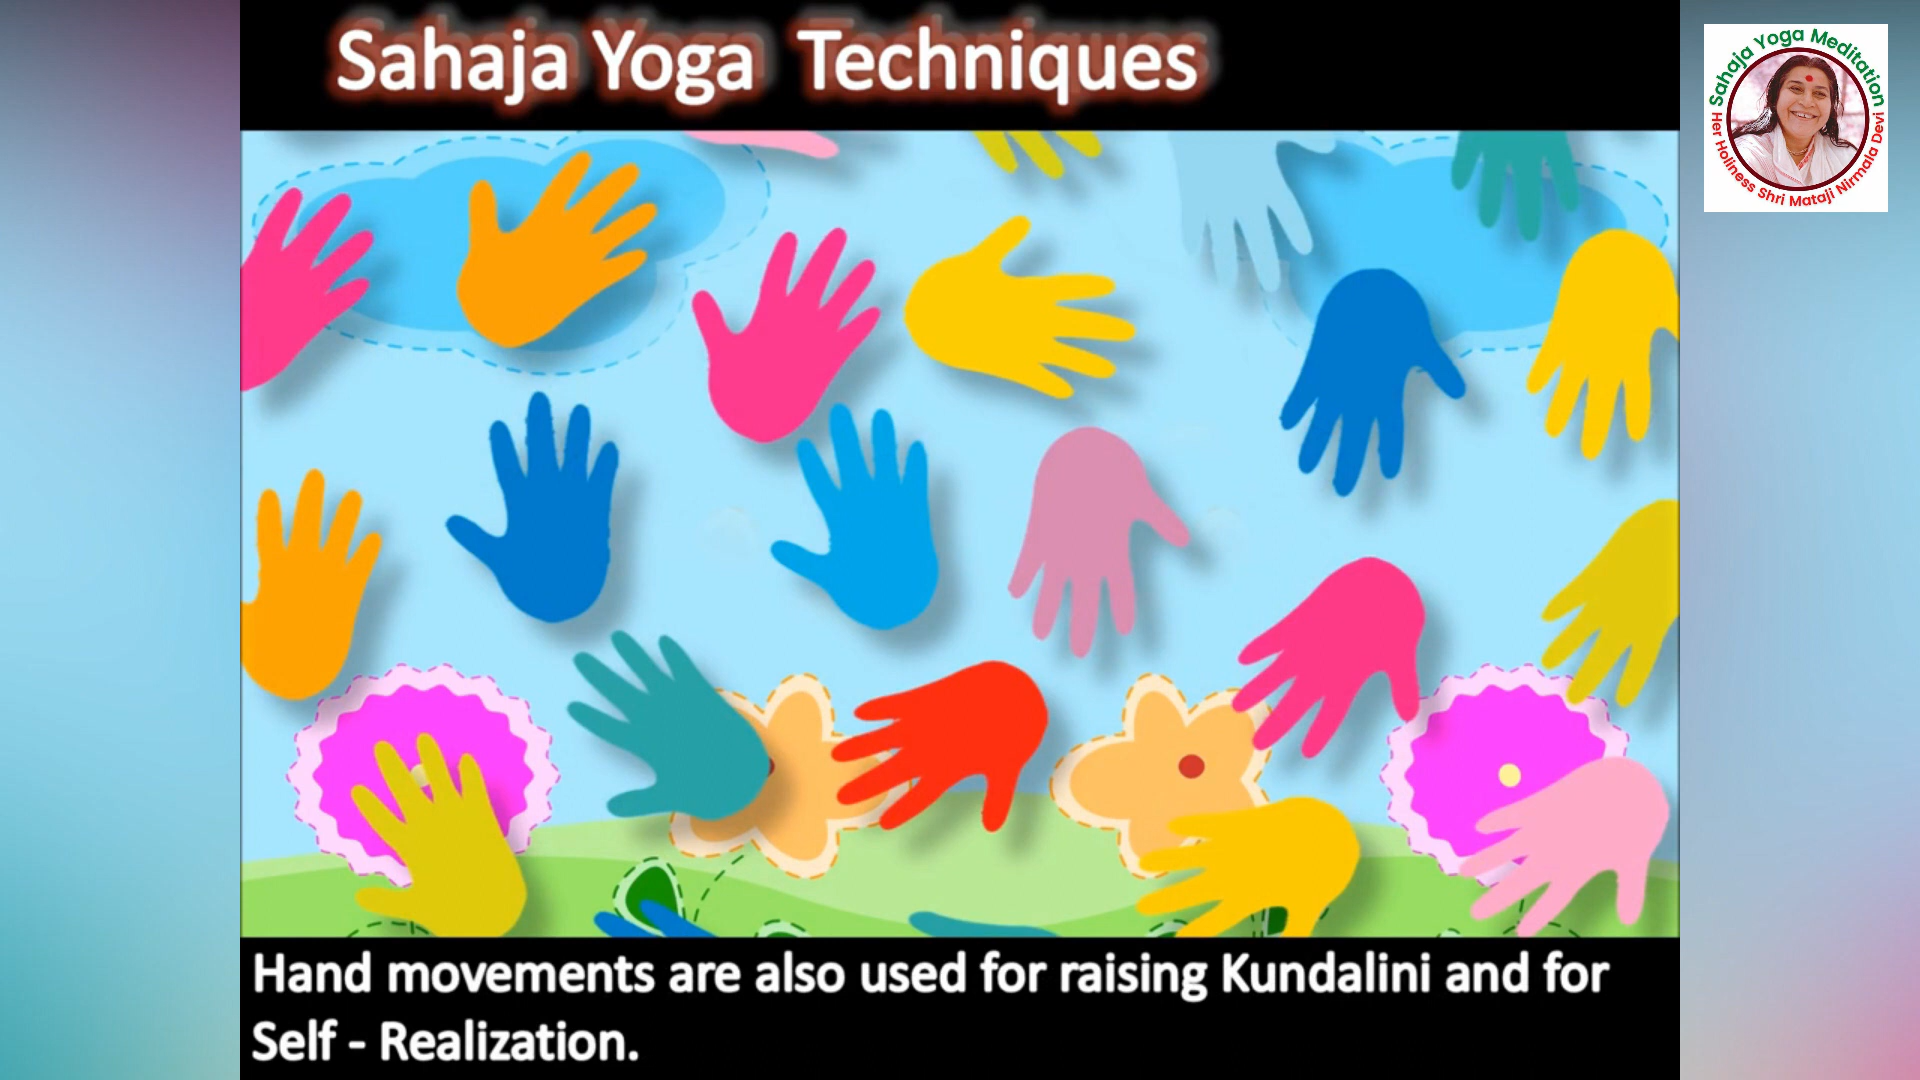 Sahaja Yoga Techniques
Sahaja Yoga Meditation
Her Holiness Shri Mataji Nirmala Devi
Hand movements are also used for raising Kundalini and for
Self - Realization.